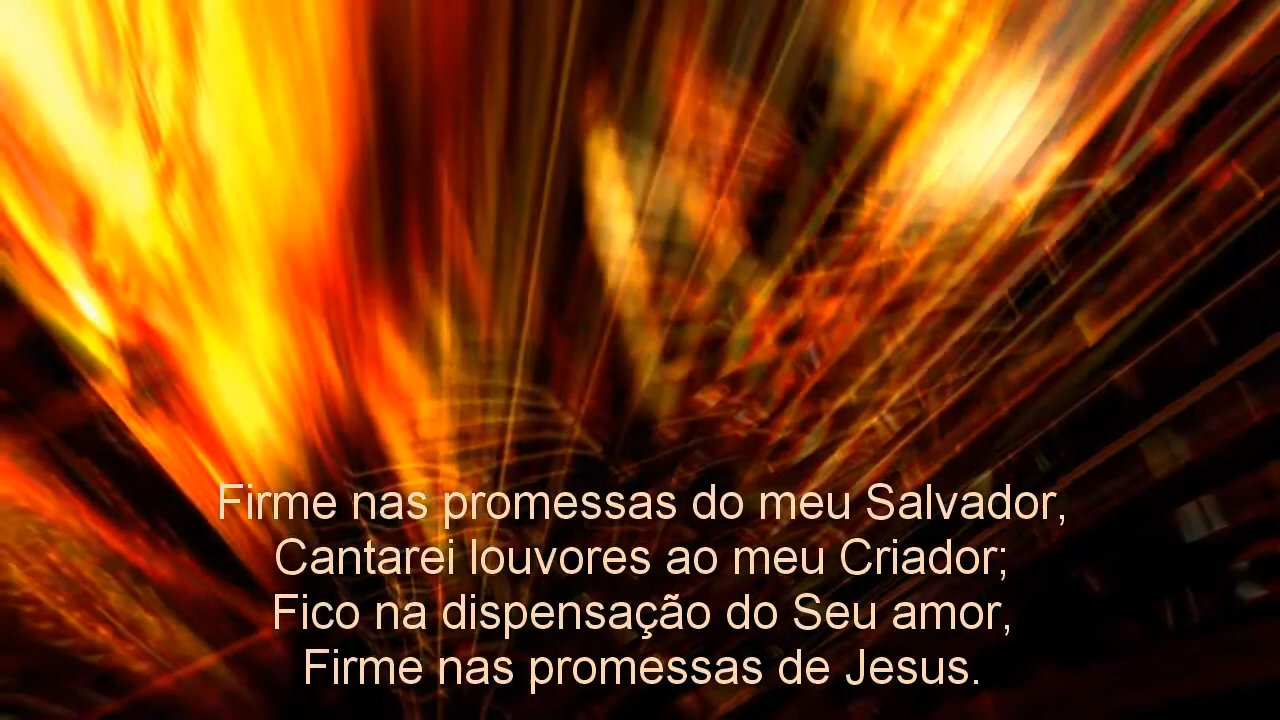 Firme nas promessas do meu Salvador,
Cantarei louvores ao meu Criador;
Fico na dispensação do Seu amor,
Firme nas promessas de Jesus.